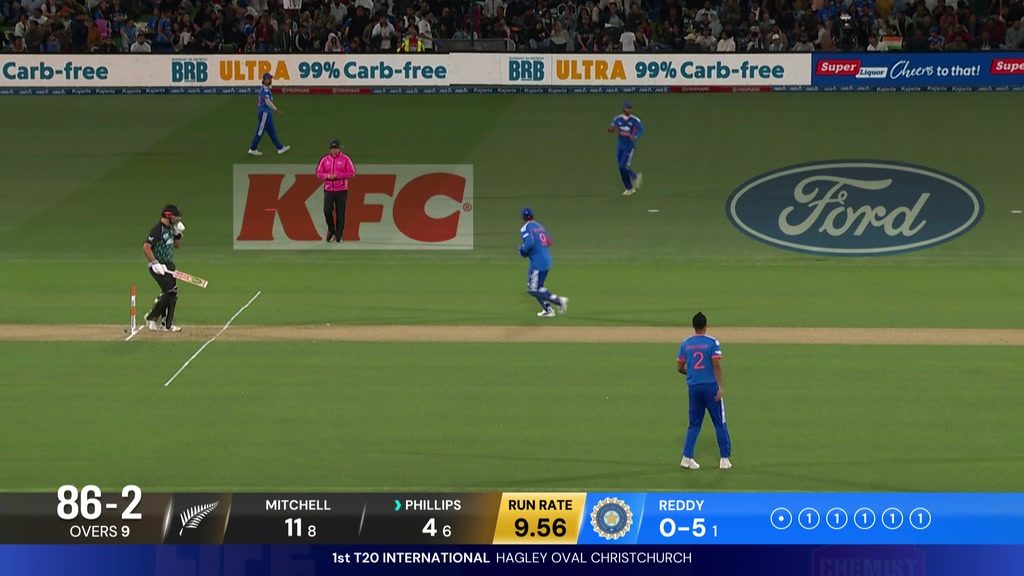 Carb-free
BRB ULTRA 99% Carb-free
BRB ULTRA 99% Carb-free
Super Liquor Cheers to that!
Supe
KFC®
Ford
9
2
86-2
OVERS 9
MITCHELL
11 8
PHILLIPS
4 6
RUN RATE
9.56
REDDY
0-5 1
1 1 1 1 1
1st T20 INTERNATIONAL HAGLEY OVAL CHRISTCHURCH
CHEMIST